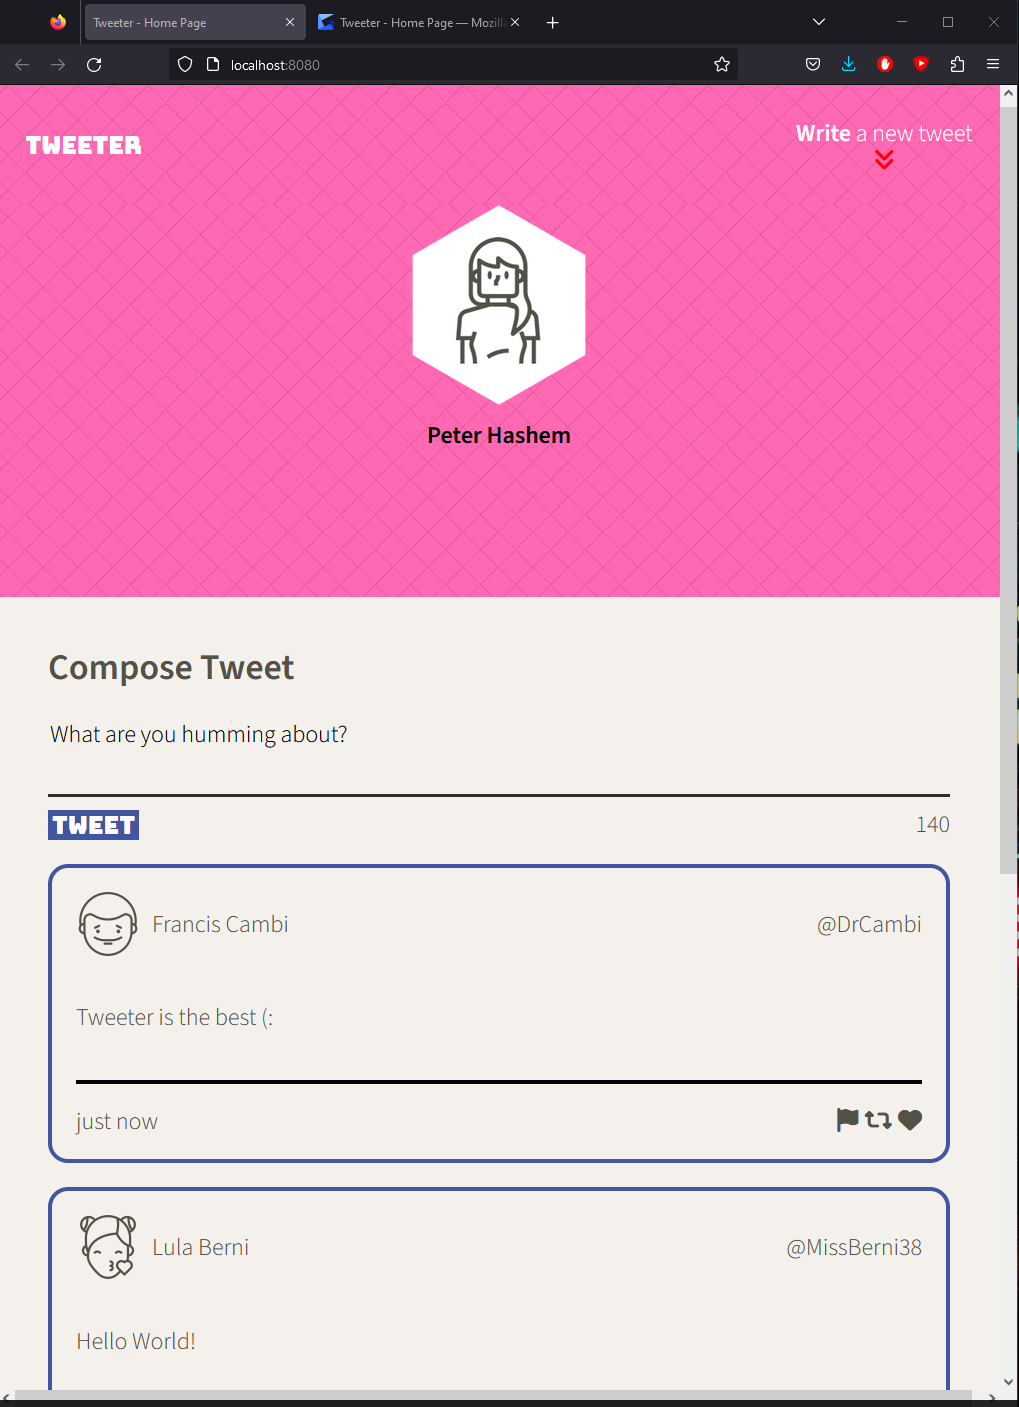 Tweeter - Home Page
Tweeter - Home Page — Mozill
localhost:8080
TWEETER
Write a new tweet
Peter Hashem
Compose Tweet
What are you humming about?
TWEET
140
Francis Cambi
@DrCambi
Tweeter is the best (:
just now
Lula Berni
@MissBerni38
Hello World!